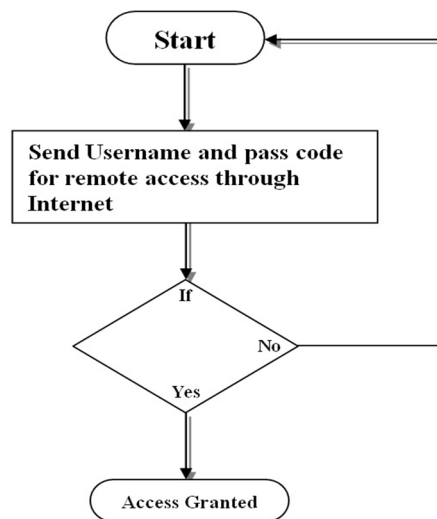 Start
Send Username and pass code
for remote access through
Internet
If
No
Yes
Access Granted